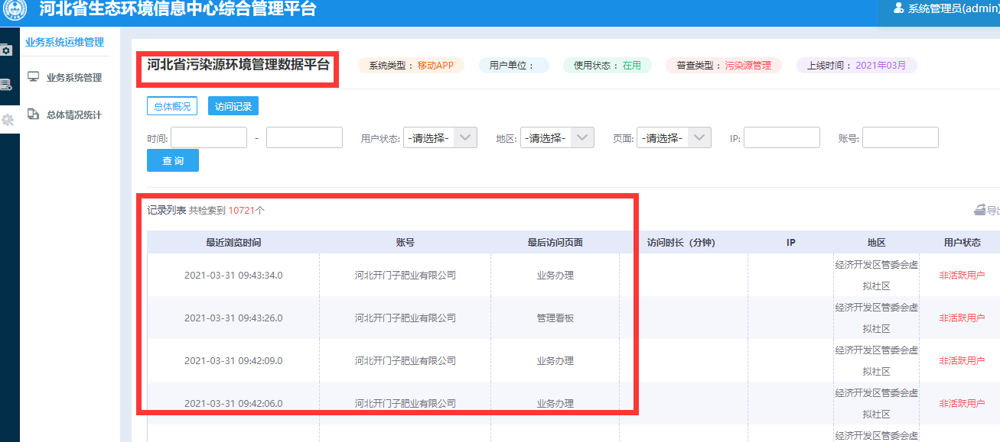 河北省生态环境信息中心综合管理平台
系统管理员(admin)
业务系统运维管理
业务系统管理
总体情况统计
河北省污染源环境管理数据平台
系统类型： 移动APP
用户单位：
使用状态： 在用
普查类型： 污染源管理
上线时间： 2021年03月
总体概况 访问记录
时间: - 用户状态: -请选择- 地区: -请选择- 页面: -请选择- IP: 账号:
查 询
记录列表 共检索到 10721个
导出
最近浏览时间 账号 最后访问页面 访问时长（分钟） IP 地区 用户状态
2021-03-31 09:43:34.0 河北开门子肥业有限公司 业务办理 经济开发区管委会虚 非活跃用户
拟社区
2021-03-31 09:43:26.0 河北开门子肥业有限公司 管理看板 经济开发区管委会虚 非活跃用户
拟社区
2021-03-31 09:42:09.0 河北开门子肥业有限公司 业务办理 经济开发区管委会虚 非活跃用户
拟社区
2021-03-31 09:42:06.0 河北开门子肥业有限公司 业务办理 经济开发区管委会虚 非活跃用户
拟社区
经济开发区管委会虚